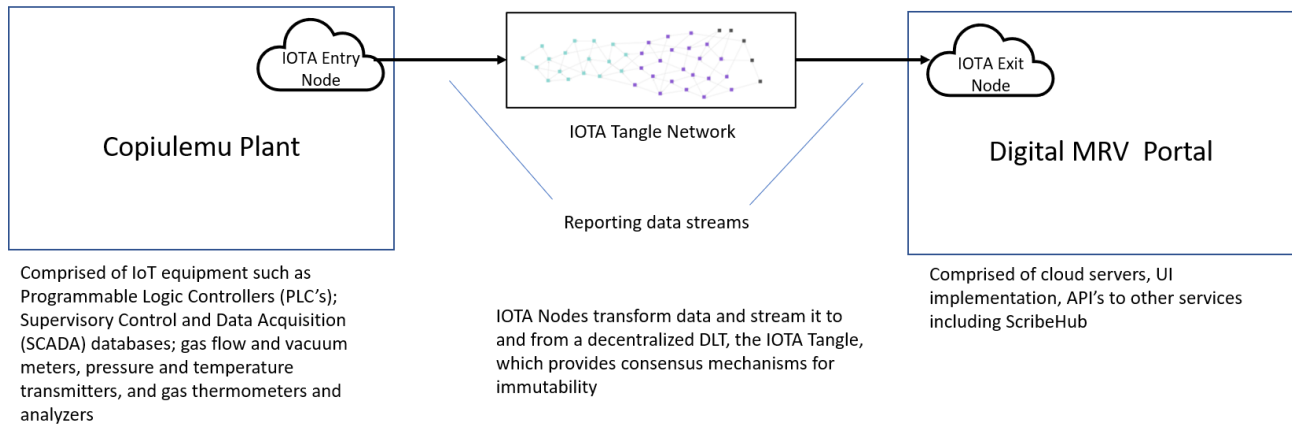 IOTA Entry
Node
Copiulemu Plant
IOTA Tangle Network
IOTA Exit
Node
Digital MRV Portal
Reporting data streams
Comprised of IoT equipment such as
Programmable Logic Controllers (PLC's);
Supervisory Control and Data Acquisition
(SCADA) databases; gas flow and vacuum
meters, pressure and temperature
transmitters, and gas thermometers and
analyzers
IOTA Nodes transform data and stream it to
and from a decentralized DLT, the IOTA Tangle,
which provides consensus mechanisms for
immutability
Comprised of cloud servers, UI
implementation, API's to other services
including ScribeHub